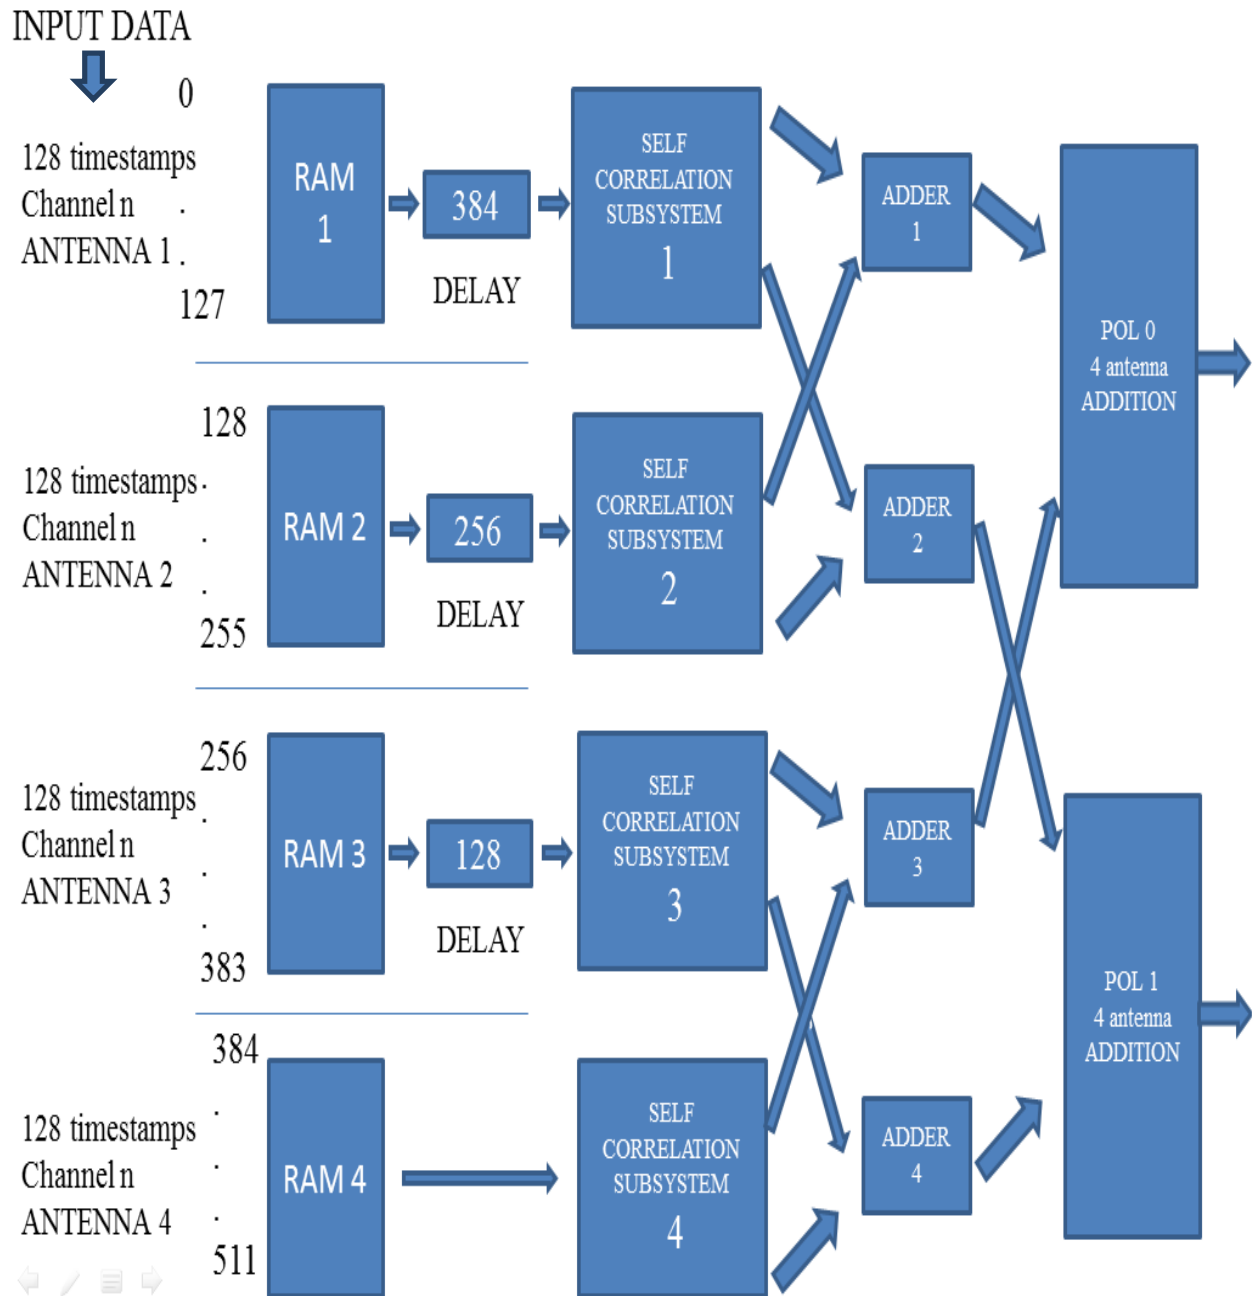 INPUT DATA
0
128 timestamps
Channel n .
ANTENNA 1 .
127
RAM
1
384
DELAY
SELF
CORRELATION
SUBSYSTEM
1
ADDER
1
POL 0
4 antenna
ADDITION
128
128 timestamps .
Channel n .
ANTENNA 2 .
255
RAM 2
256
DELAY
SELF
CORRELATION
SUBSYSTEM
2
ADDER
2
256
128 timestamps .
Channel n .
ANTENNA 3 .
383
RAM 3
128
DELAY
SELF
CORRELATION
SUBSYSTEM
3
ADDER
3
POL 1
4 antenna
ADDITION
384
128 timestamps .
Channel n .
ANTENNA 4 .
511
RAM 4
SELF
CORRELATION
SUBSYSTEM
4
ADDER
4